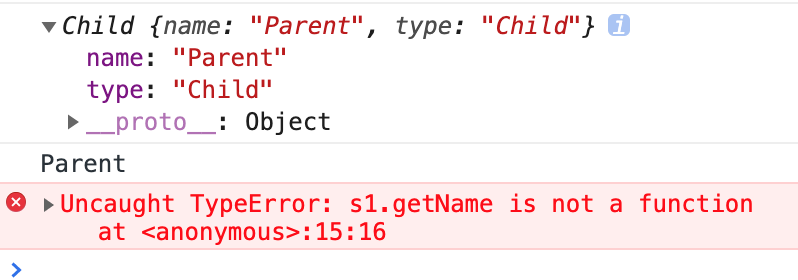 ▼Child {name: "Parent", type: "Child"} i
name: "Parent"
type: "Child"
▶__proto__: Object
Parent
▶Uncaught TypeError: s1.getName is not a function
at <anonymous>:15:16
>